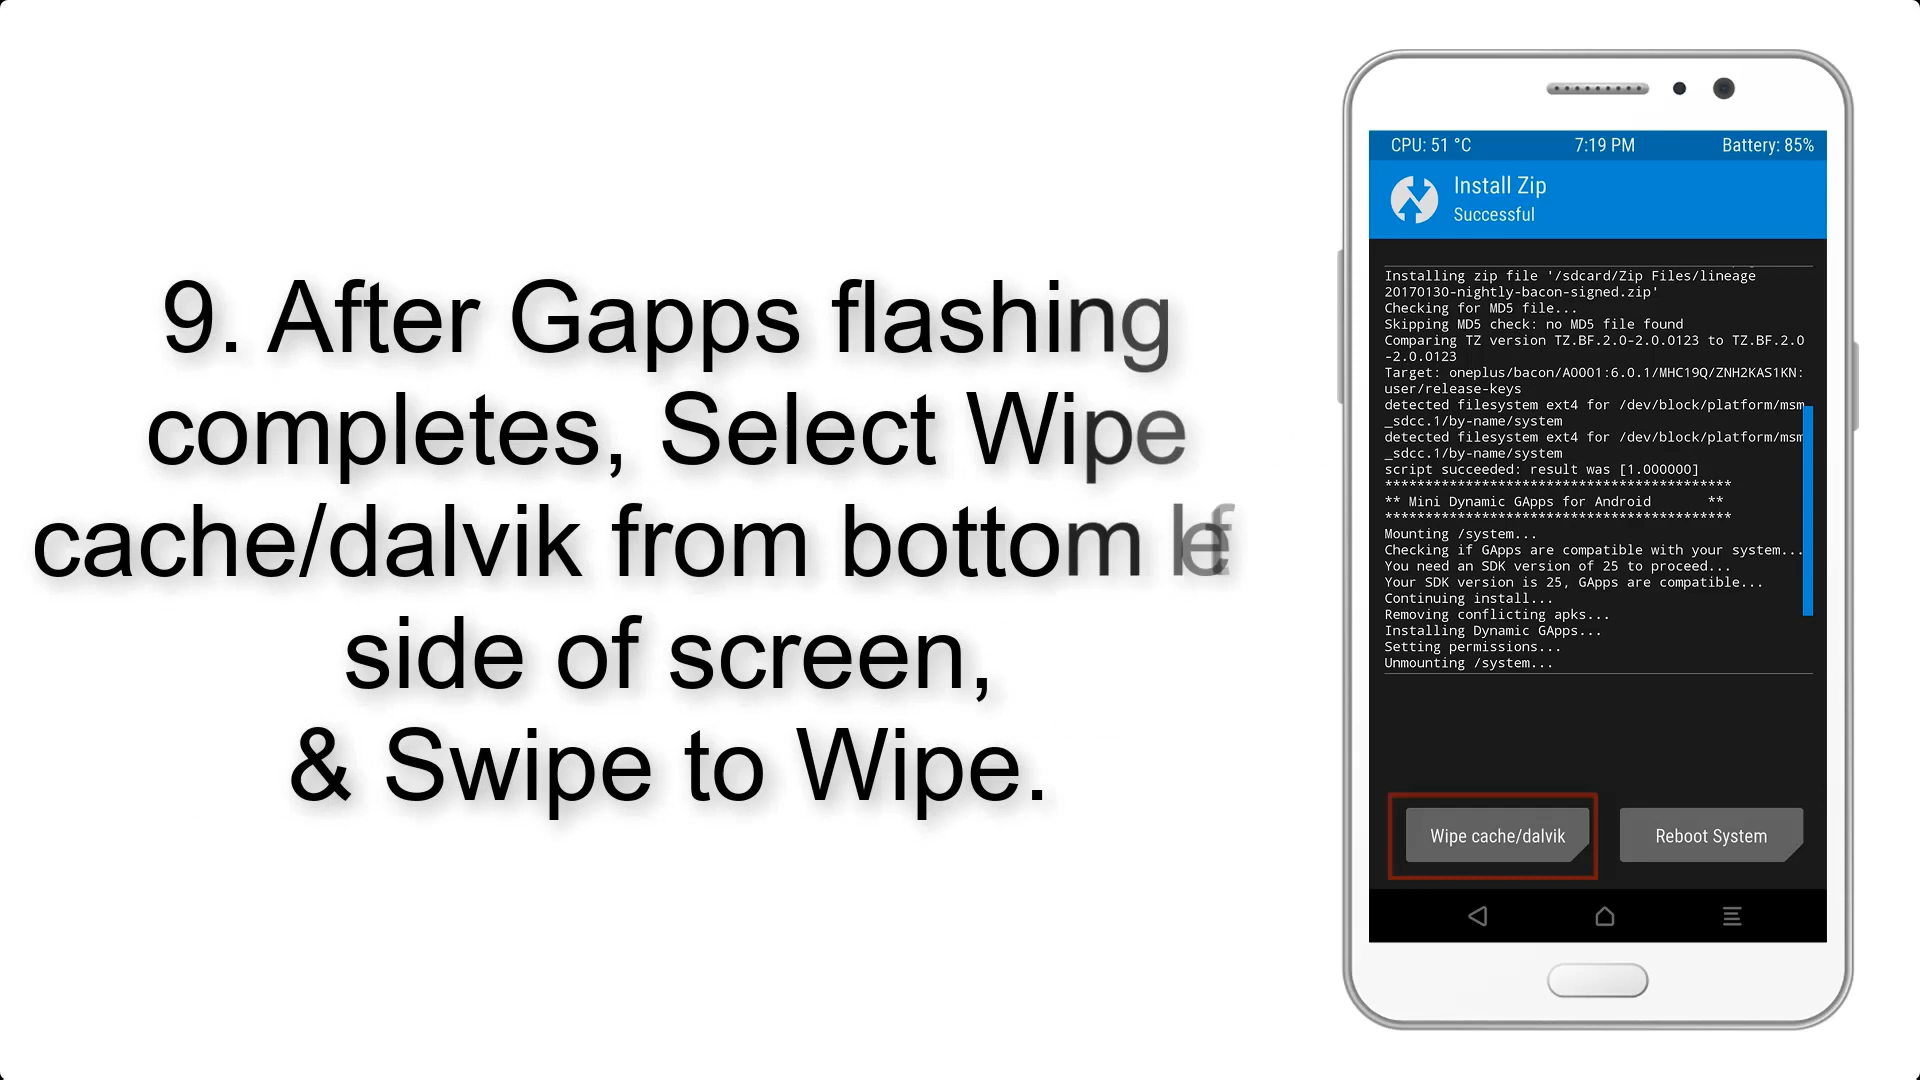 9. After Gapps flashing
completes, Select Wipe
cache/dalvik from bottom lef
side of screen,
& Swipe to Wipe.
CPU: 51 °C 7:19 PM Battery: 85%
Install Zip
Successful
Installing zip file '/sdcard/Zip Files/lineage
20170130-nightly-bacon-signed.zip'
Checking for MD5 file...
Skipping MD5 check: no MD5 file found
Comparing TZ version TZ.BF.2.0-2.0.0123 to TZ.BF.2.0
-2.0.0123
Target: oneplus/bacon/A0001:6.0.1/MHC19Q/ZNH2KAS1KN:
user/release-keys
detected filesystem ext4 for /dev/block/platform/msm
_sdcc.1/by-name/system
detected filesystem ext4 for /dev/block/platform/msm
_sdcc.1/by-name/system
script succeeded: result was [1.000000]
*******************************************
** Mini Dynamic GApps for Android **
*******************************************
Mounting /system...
Checking if GApps are compatible with your system...
You need an SDK version of 25 to proceed...
Your SDK version is 25, GApps are compatible...
Continuing install...
Removing conflicting apks...
Installing Dynamic GApps...
Setting permissions...
Unmounting /system...
Wipe cache/dalvik Reboot System